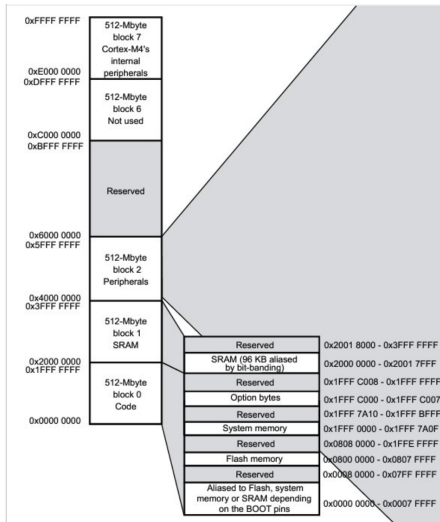 0xFFFF FFFF
512-Mbyte
block 7
Cortex-M4's
internal
peripherals
0xE000 0000
0xDFFF FFFF
512-Mbyte
block 6
Not used
0xC000 0000
0xBFFF FFFF
Reserved
0x6000 0000
0x5FFF FFFF
512-Mbyte
block 2
Peripherals
0x4000 0000
0x3FFF FFFF
512-Mbyte
block 1
SRAM
0x2000 0000
0x1FFF FFFF
512-Mbyte
block 0
Code
0x0000 0000
Reserved 0x2001 8000 - 0x3FFF FFFF
SRAM (96 KB aliased
by bit-banding) 0x2000 0000 - 0x2001 7FFF
Reserved 0x1FFF C008 - 0x1FFF FFFF
Option bytes 0x1FFF C000 - 0x1FFF C007
Reserved 0x1FFF 7A10 - 0x1FFF BFFF
System memory 0x1FFF 0000 - 0x1FFF 7A0F
Reserved 0x0808 0000 - 0x1FFE FFFF
Flash memory 0x0800 0000 - 0x0807 FFFF
Reserved 0x0008 0000 - 0x07FF FFFF
Aliased to Flash, system
memory or SRAM depending
on the BOOT pins 0x0000 0000 - 0x0007 FFFF